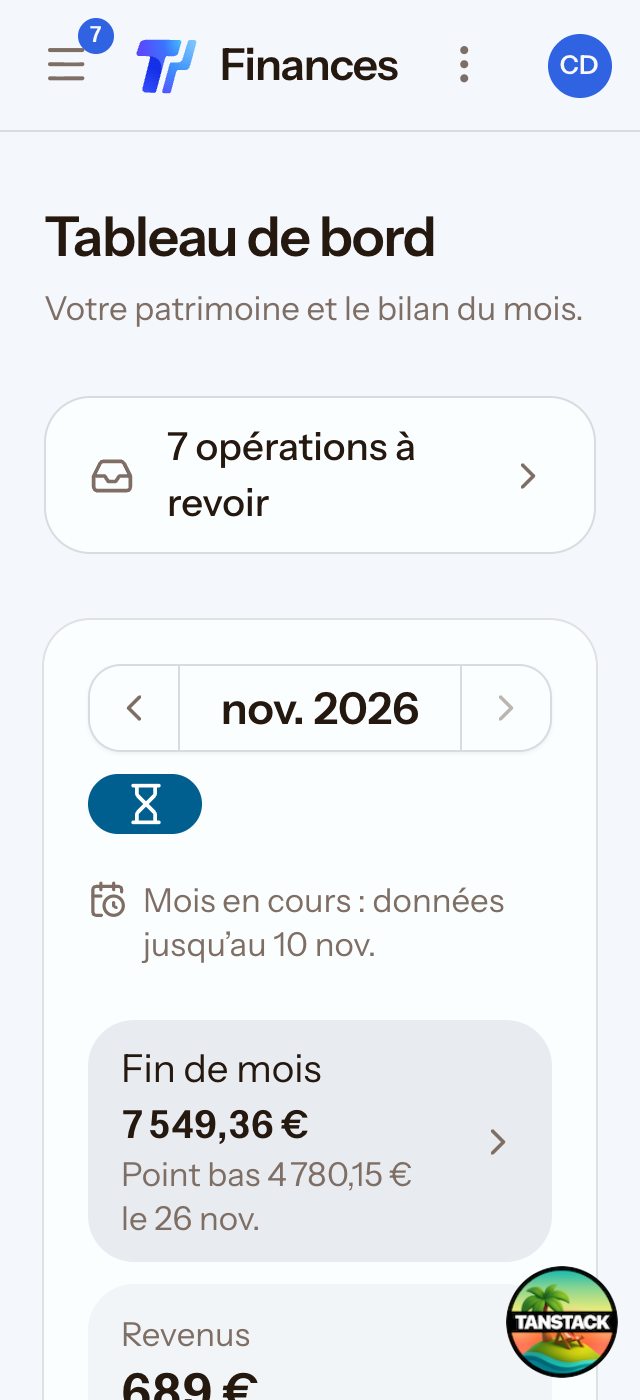 7
Finances
CD
Tableau de bord
Votre patrimoine et le bilan du mois.
7 opérations à
revoir
nov. 2026
Mois en cours : données
jusqu’au 10 nov.
Fin de mois
7 549,36 €
Point bas 4 780,15 €
le 26 nov.
TANSTACK
Revenus
689 €